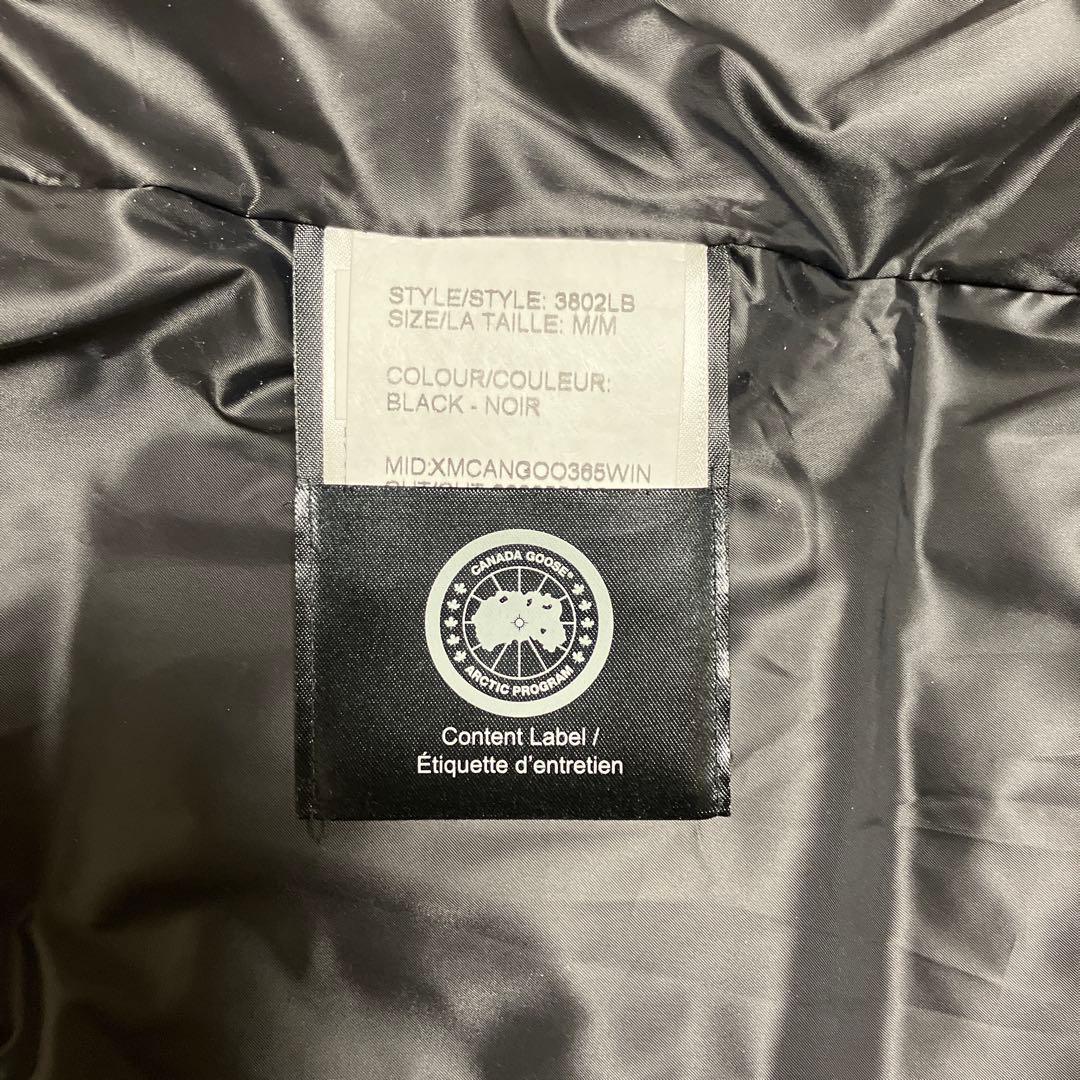 STYLE/STYLE: 3802LB
SIZE/LA TAILLE: M/M
COLOUR/COULEUR:
BLACK - NOIR
MID:XMCANGOO365WIN
CANADA GOOSE®
ARCTIC PROGRAM
Content Label /
Étiquette d'entretien